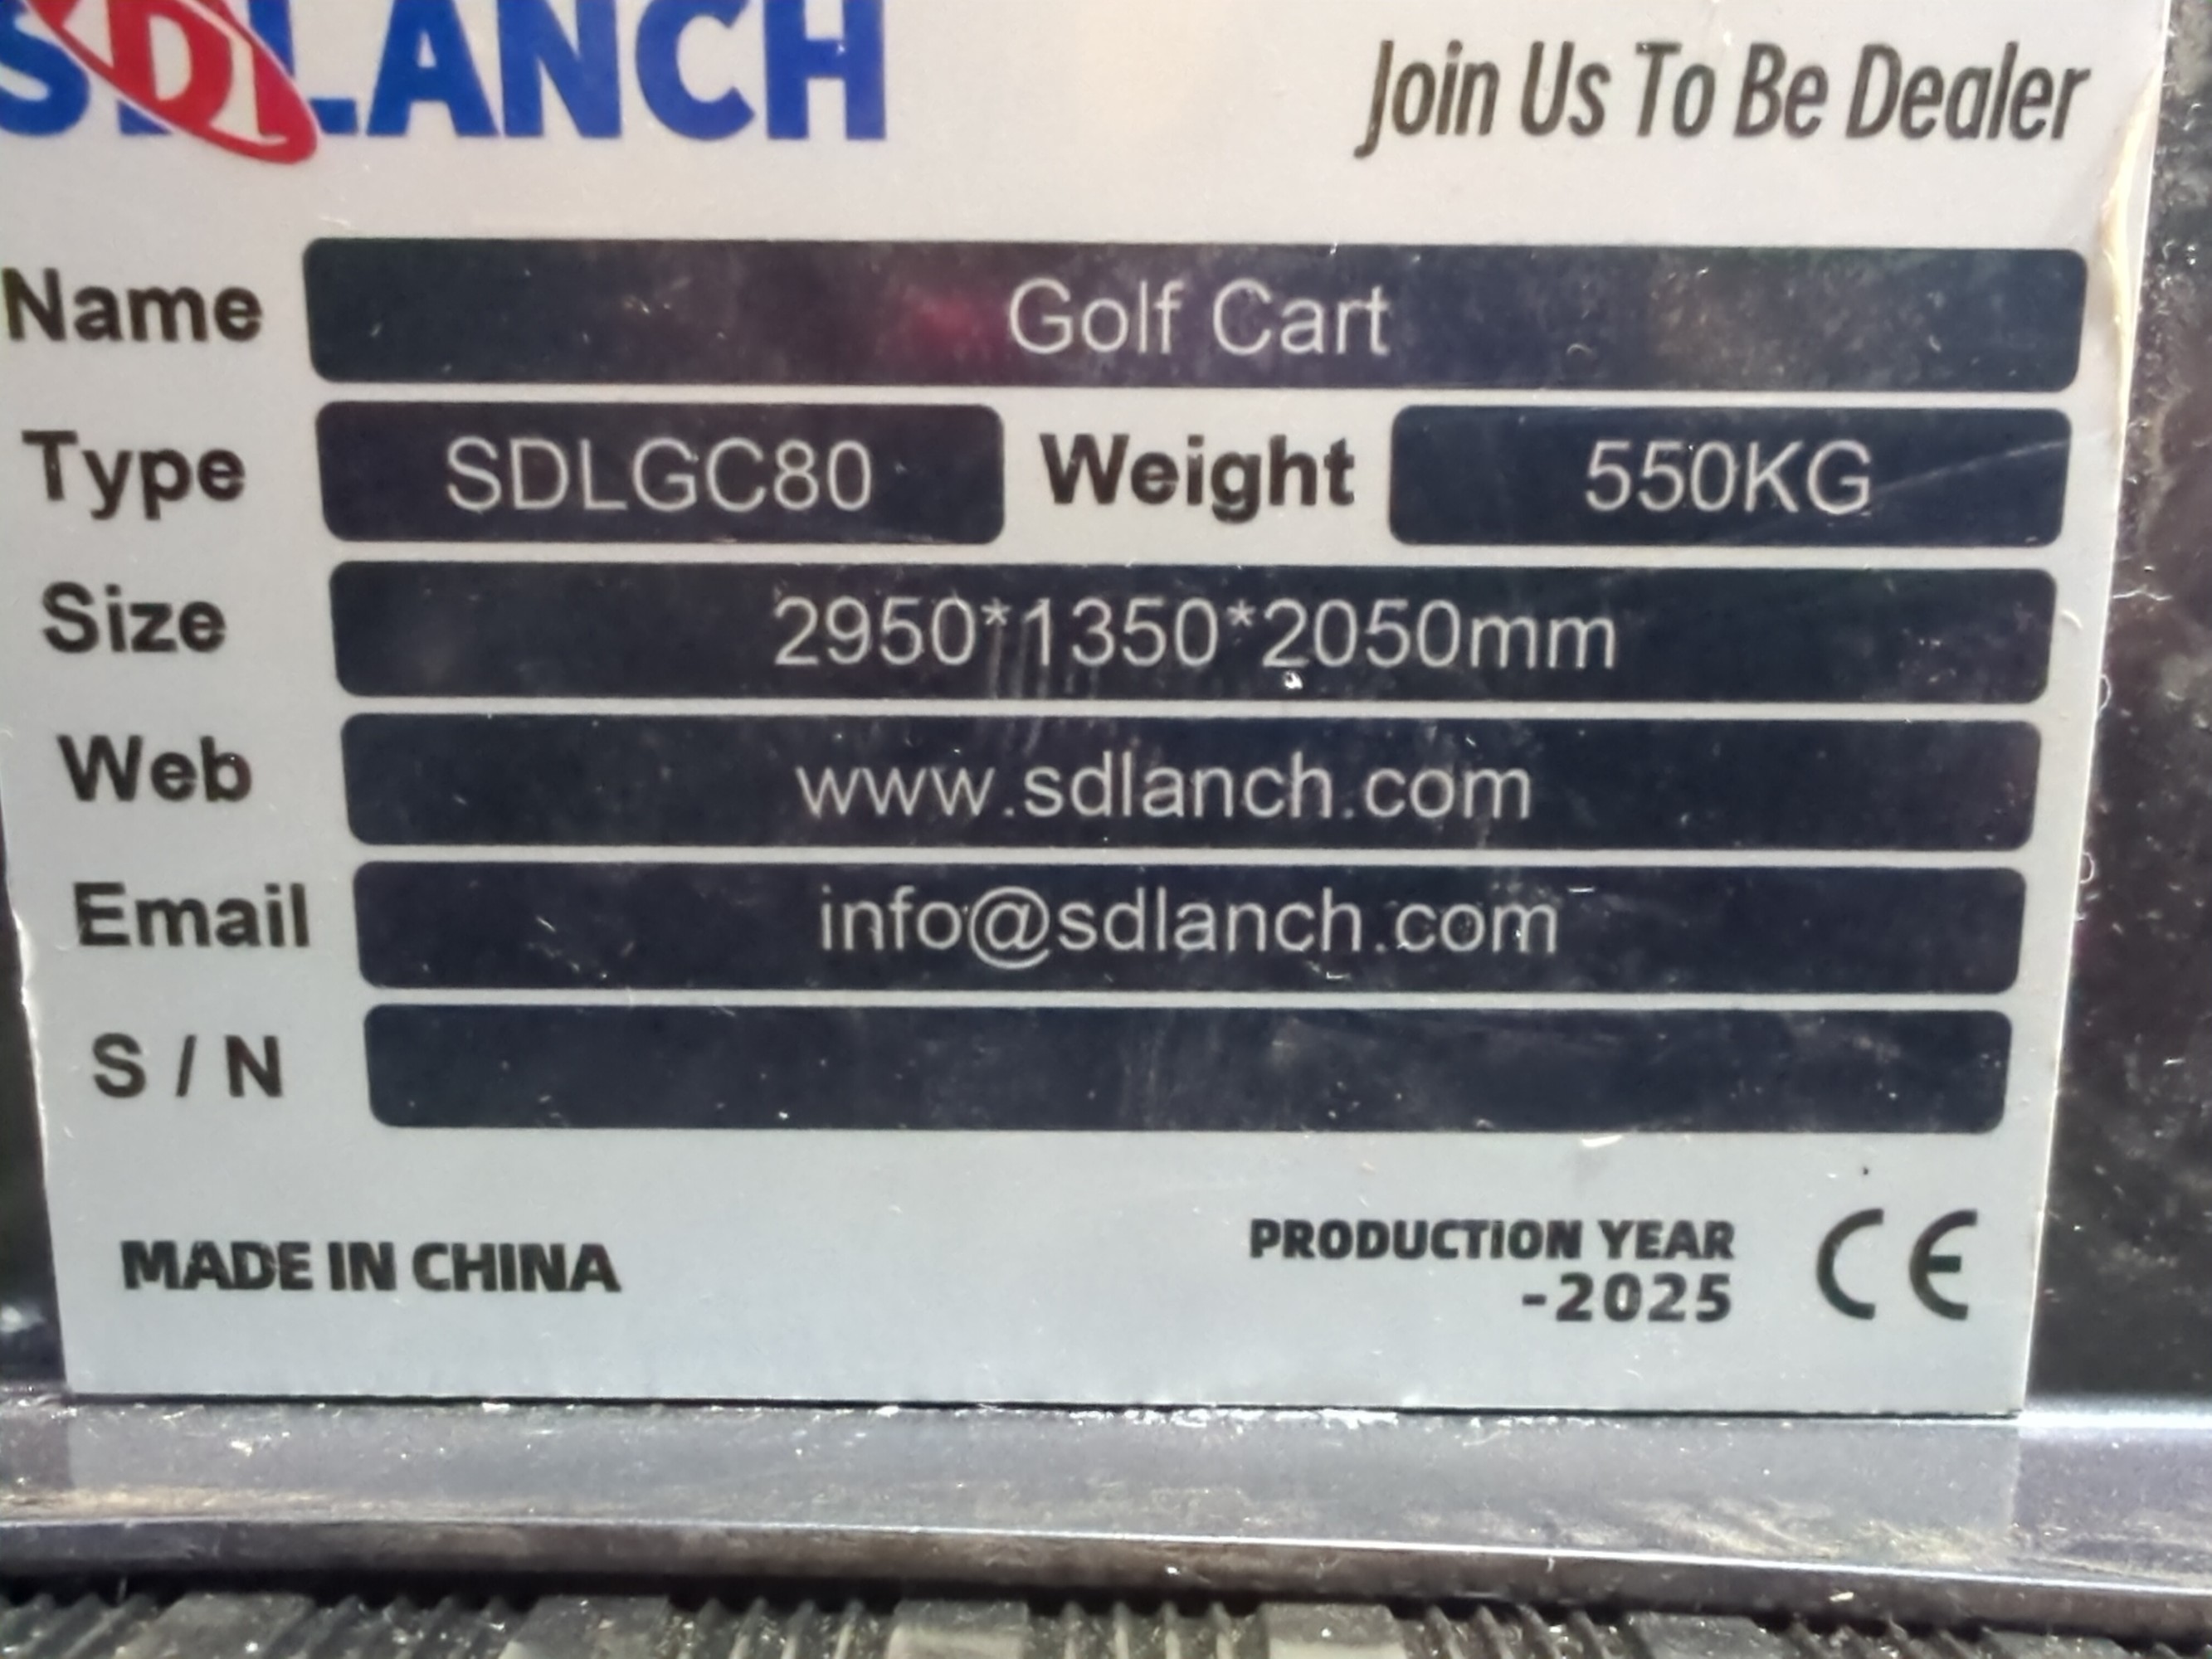 SDLANCH
Join Us To Be Dealer
Name Golf Cart
Type SDLGC80 Weight 550KG
Size 2950*1350*2050mm
Web www.sdlanch.com
Email info@sdlanch.com
S / N
MADE IN CHINA
PRODUCTION YEAR
-2025
CE